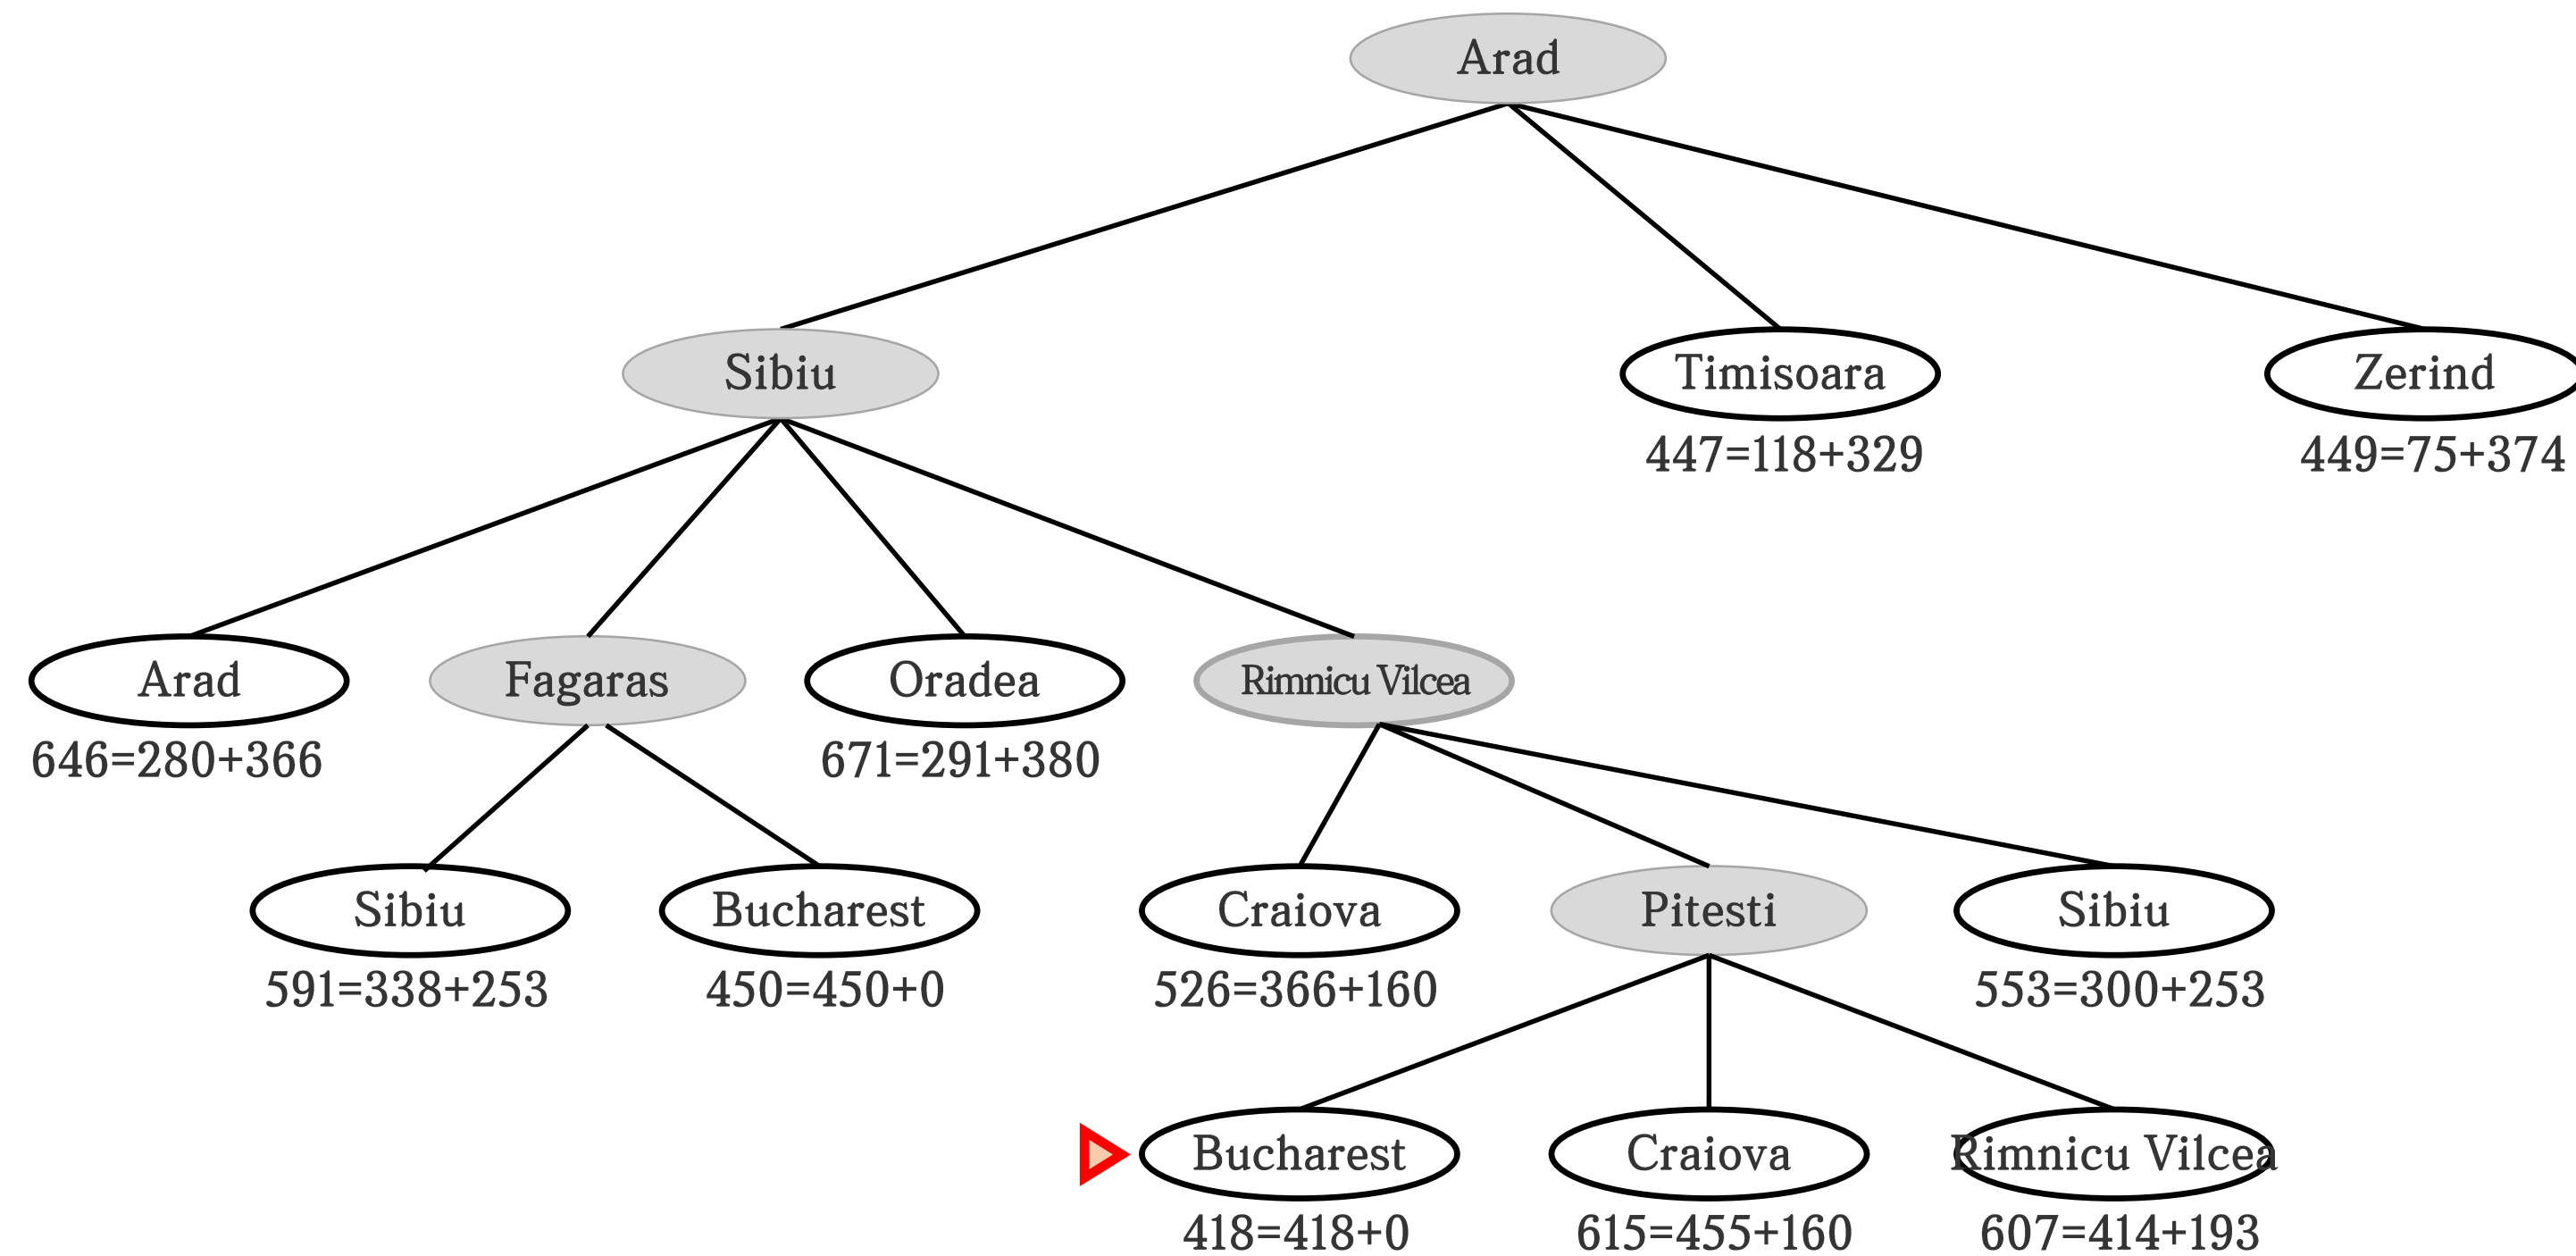 Arad
Sibiu
Timisoara
Zerind
447=118+329
449=75+374
Arad
Fagaras
Oradea
Rimnicu Vilcea
646=280+366
671=291+380
Sibiu
Bucharest
Craiova
Pitesti
Sibiu
591=338+253
450=450+0
526=366+160
553=300+253
Bucharest
Craiova
Rimnicu Vilcea
418=418+0
615=455+160
607=414+193